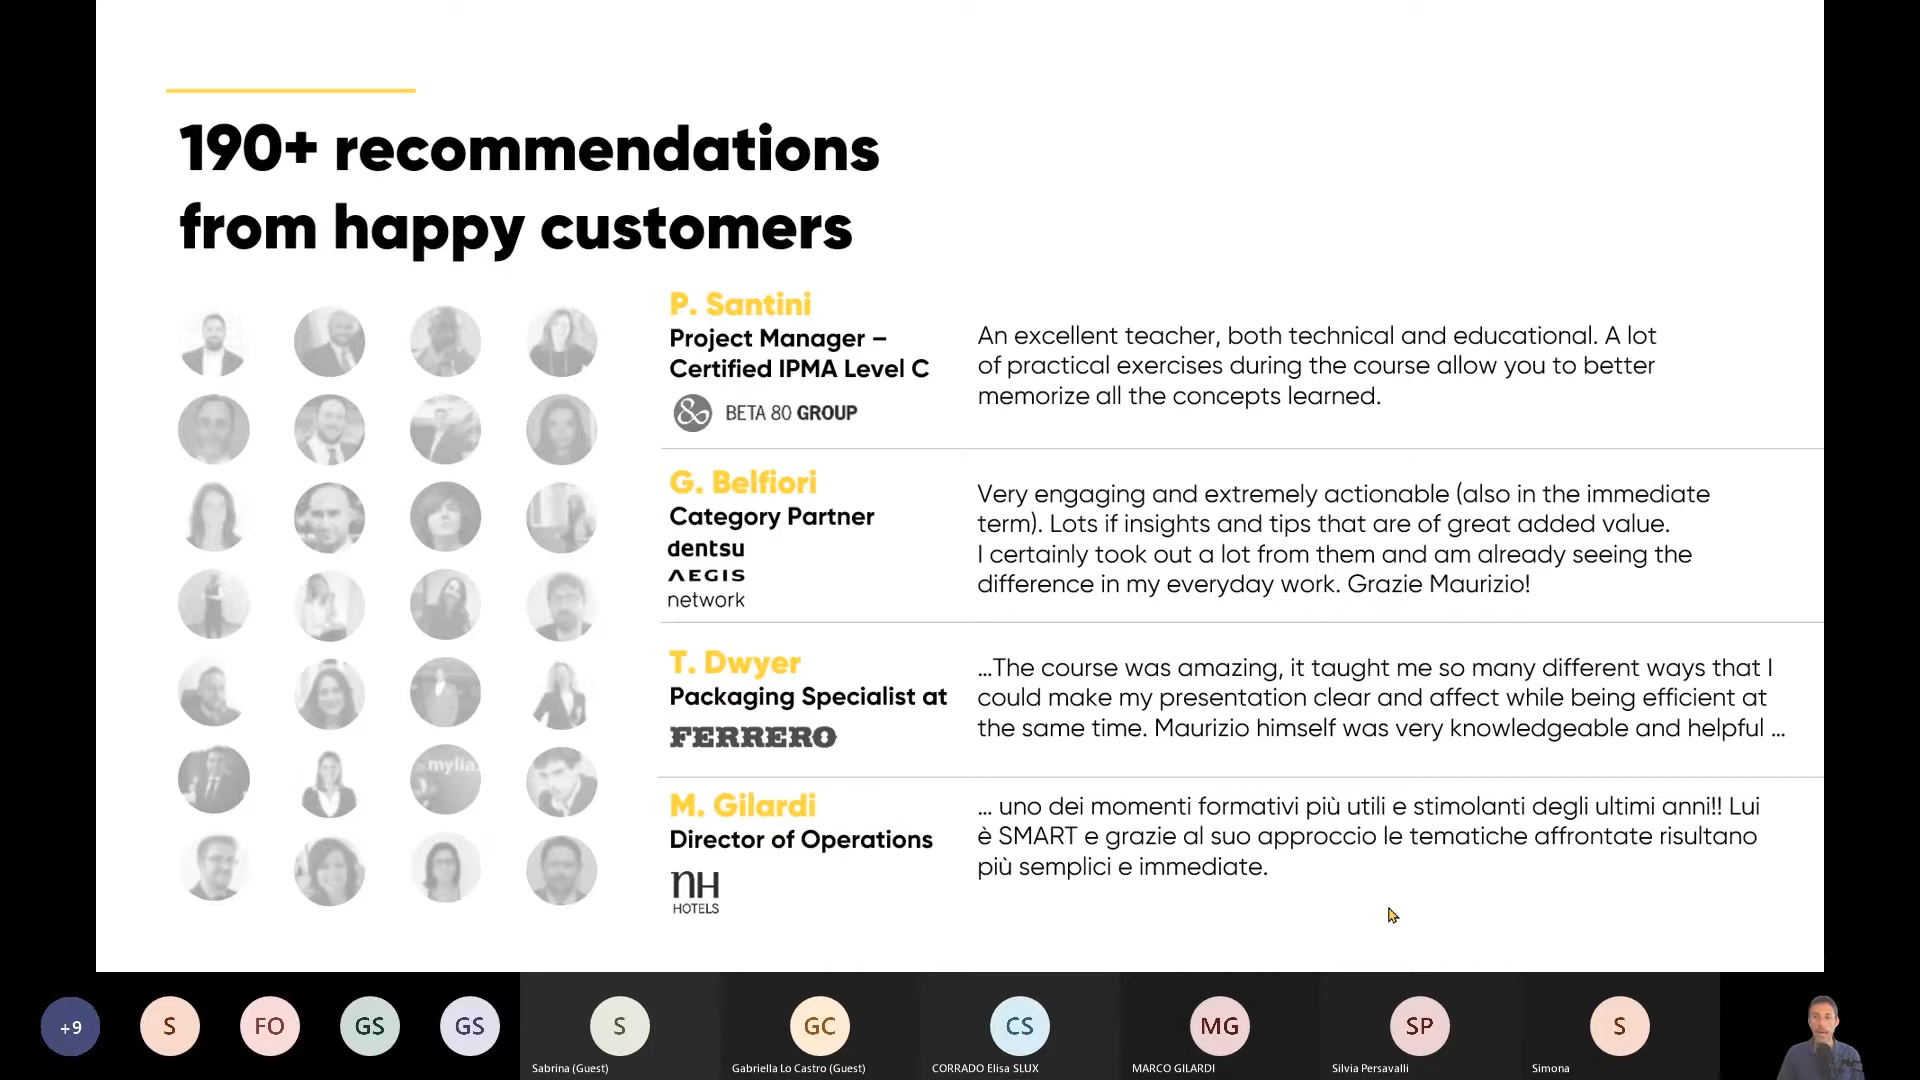 190+ recommendations
from happy customers
P. Santini
Project Manager –
Certified IPMA Level C
BETA 80 GROUP
An excellent teacher, both technical and educational. A lot
of practical exercises during the course allow you to better
memorize all the concepts learned.
G. Belfiori
Category Partner
dentsu
AEGIS
network
Very engaging and extremely actionable (also in the immediate
term). Lots if insights and tips that are of great added value.
I certainly took out a lot from them and am already seeing the
difference in my everyday work. Grazie Maurizio!
T. Dwyer
Packaging Specialist at
FERRERO
...The course was amazing, it taught me so many different ways that I
could make my presentation clear and affect while being efficient at
the same time. Maurizio himself was very knowledgeable and helpful ...
M. Gilardi
Director of Operations
NH
HOTELS
... uno dei momenti formativi più utili e stimolanti degli ultimi anni!! Lui
è SMART e grazie al suo approccio le tematiche affrontate risultano
più semplici e immediate.
mylia
+9
S
FO
GS
GS
S
Sabrina (Guest)
GC
Gabriella Lo Castro (Guest)
CS
CORRADO Elisa SLUX
MG
MARCO GILARDI
SP
Silvia Persavalli
S
Simona